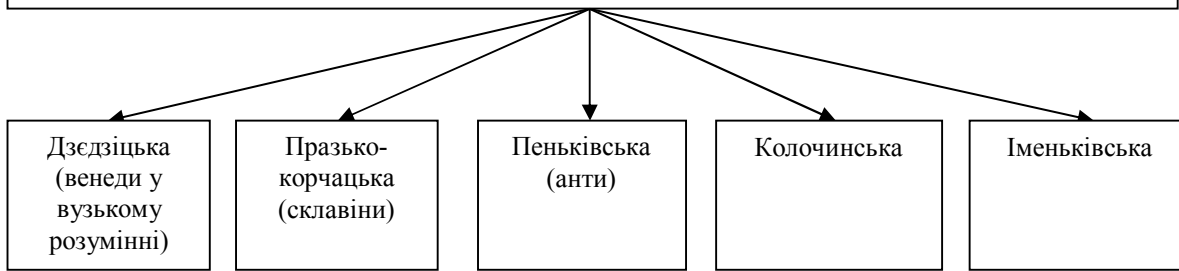 Дзєдзіцька
(венеди у
вузькому
розумінні)
Празько-
корчацька
(склавіни)
Пеньківська
(анти)
Колочинська
Іменьківська